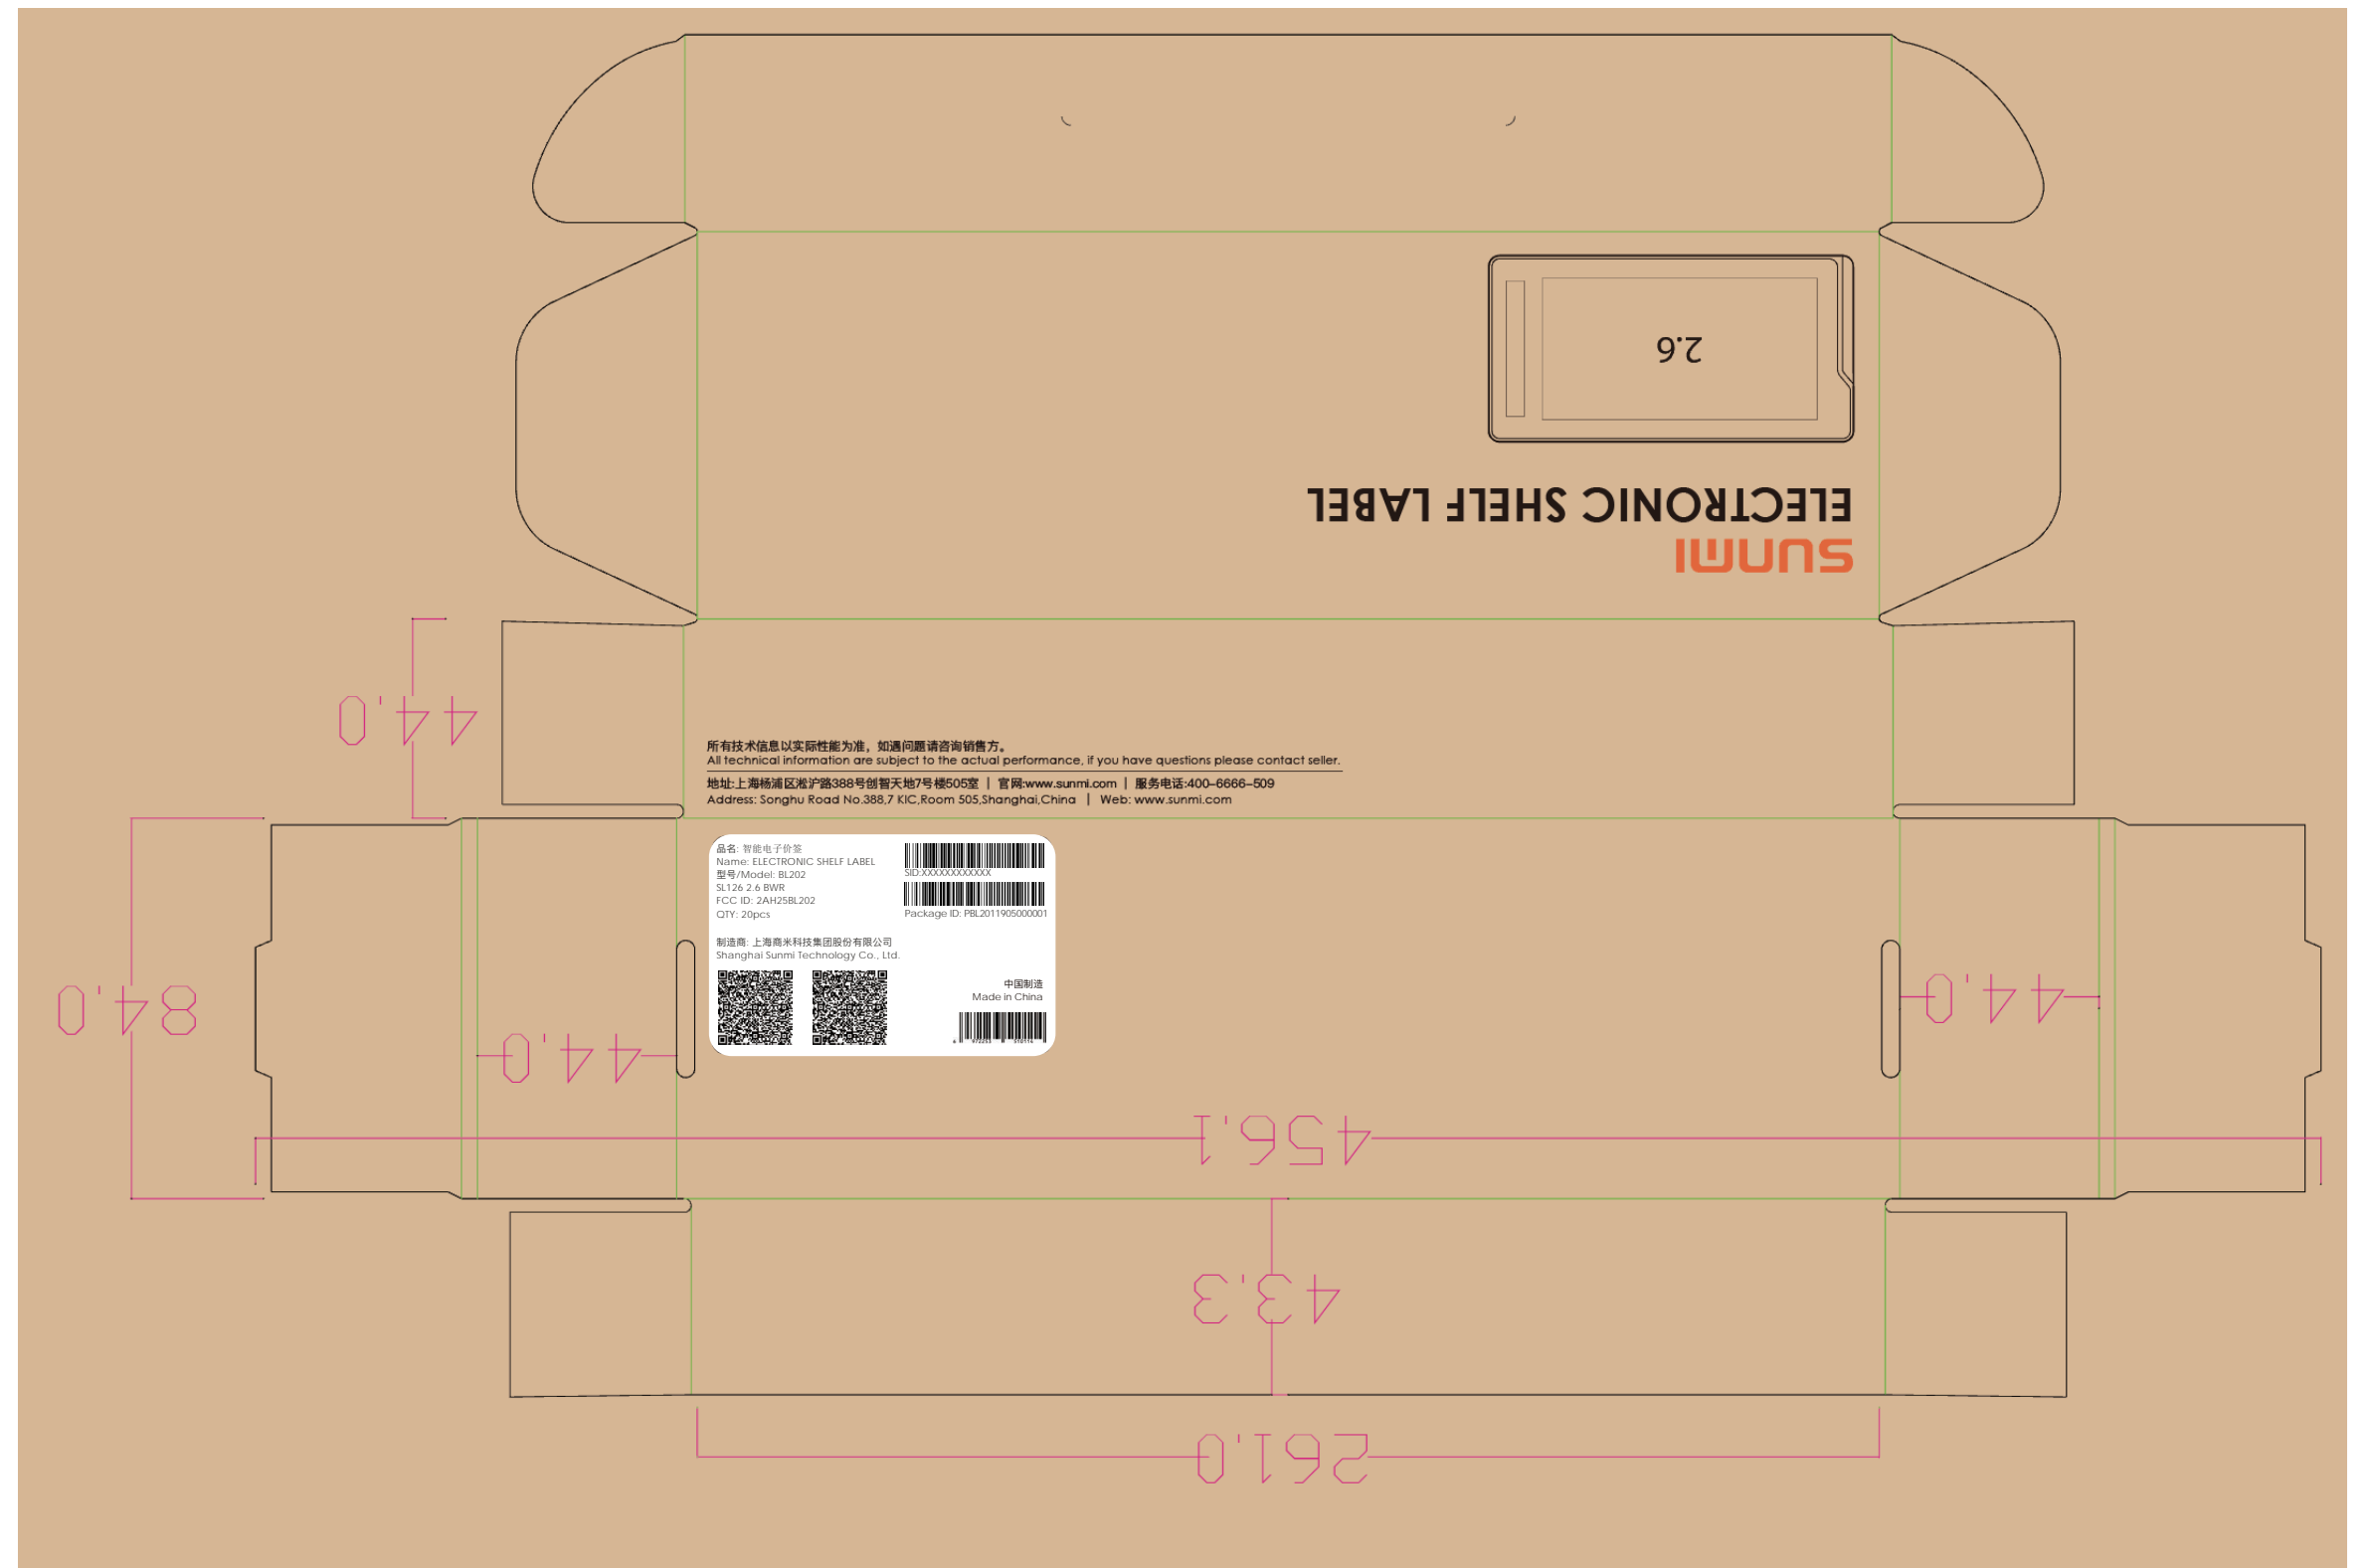 2.6
ELECTRONIC SHELF LABEL
SUNMI
44.0
所有技术信息以实际性能为准，如遇问题请咨询销售方。
All technical information are subject to the actual performance, if you have questions please contact seller.
地址:上海杨浦区淞沪路388号创智天地7号楼505室 | 官网:www.sunmi.com | 服务电话:400-6666-509
Address: Songhu Road No.388,7 KIC,Room 505,Shanghai,China | Web: www.sunmi.com
品名: 智能电子价签
Name: ELECTRONIC SHELF LABEL
型号/Model: BL202
SL126 2.6 BWR
FCC ID: 2AH25BL202
QTY: 20pcs
SID:XXXXXXXXXXXX
Package ID: PBL2011905000001
制造商: 上海商米科技集团股份有限公司
Shanghai Sunmi Technology Co., Ltd.
中国制造
Made in China
84.0
44.0
44.0
456.1
43.3
261.0